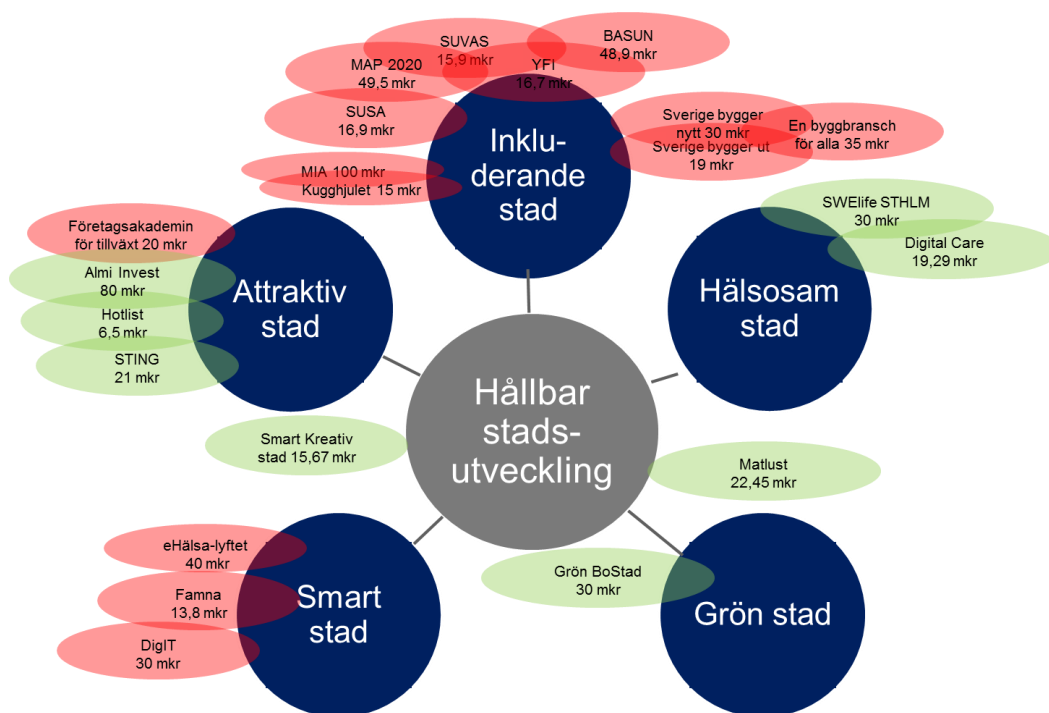 SUVAS
15,9 mkr
BASUN
48,9 mkr
MAP 2020
49,5 mkr
YFI
16,7 mkr
SUSA
16,9 mkr
Sverige bygger
nytt 30 mkr
En byggbransch
för alla 35 mkr
Sverige bygger ut
19 mkr
MIA 100 mkr
Kugghjulet 15 mkr
Inklu-
derande
stad
SWElife STHLM
30 mkr
Digital Care
19,29 mkr
Företagsakademin
för tillväxt 20 mkr
Almi Invest
80 mkr
Hotlist
6,5 mkr
STING
21 mkr
Attraktiv
stad
Hälsosam
stad
Hållbar
stads-
utveckling
Smart Kreativ
stad 15,67 mkr
Matlust
22,45 mkr
eHälsa-lyftet
40 mkr
Famna
13,8 mkr
DigIT
30 mkr
Smart
stad
Grön BoStad
30 mkr
Grön stad